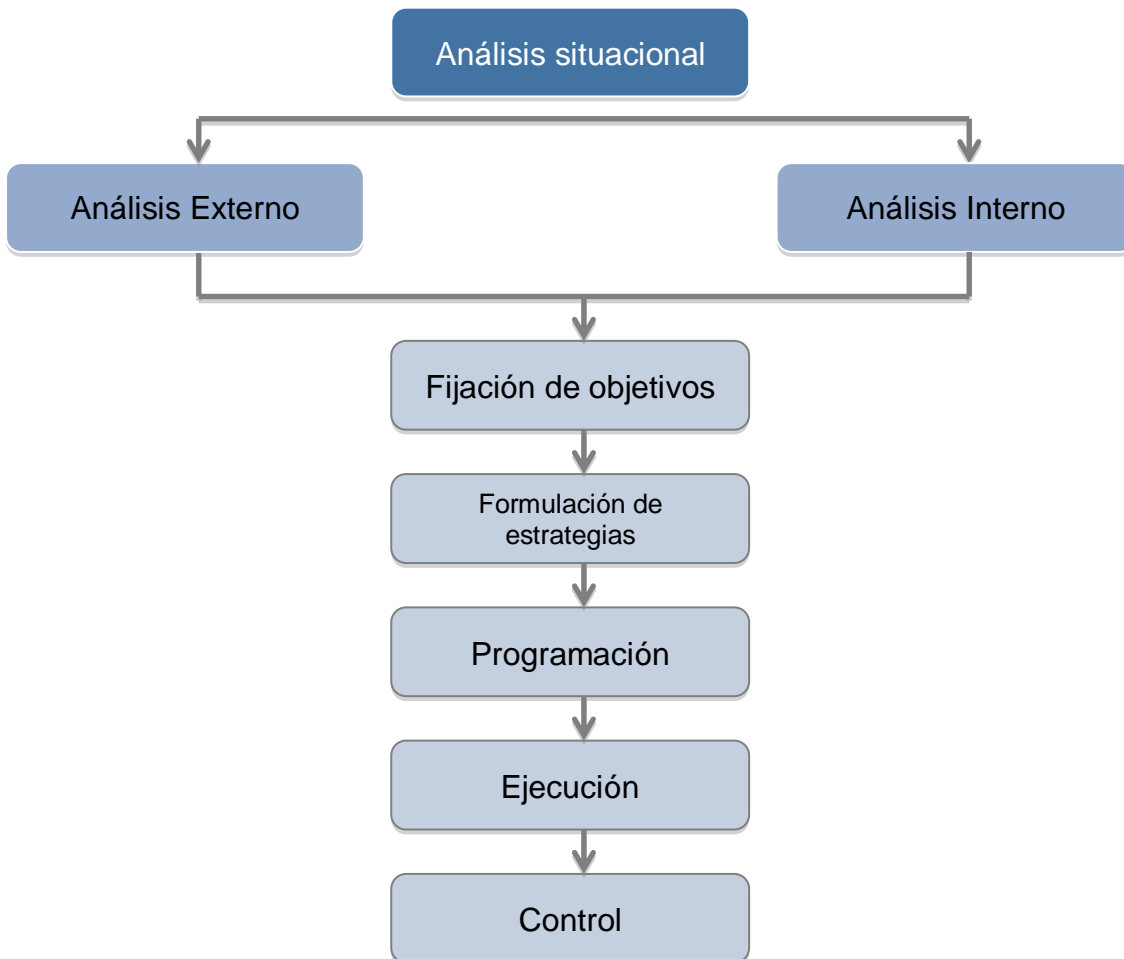 Análisis situacional
Análisis Externo
Análisis Interno
Fijación de objetivos
Formulación de
estrategias
Programación
Ejecución
Control